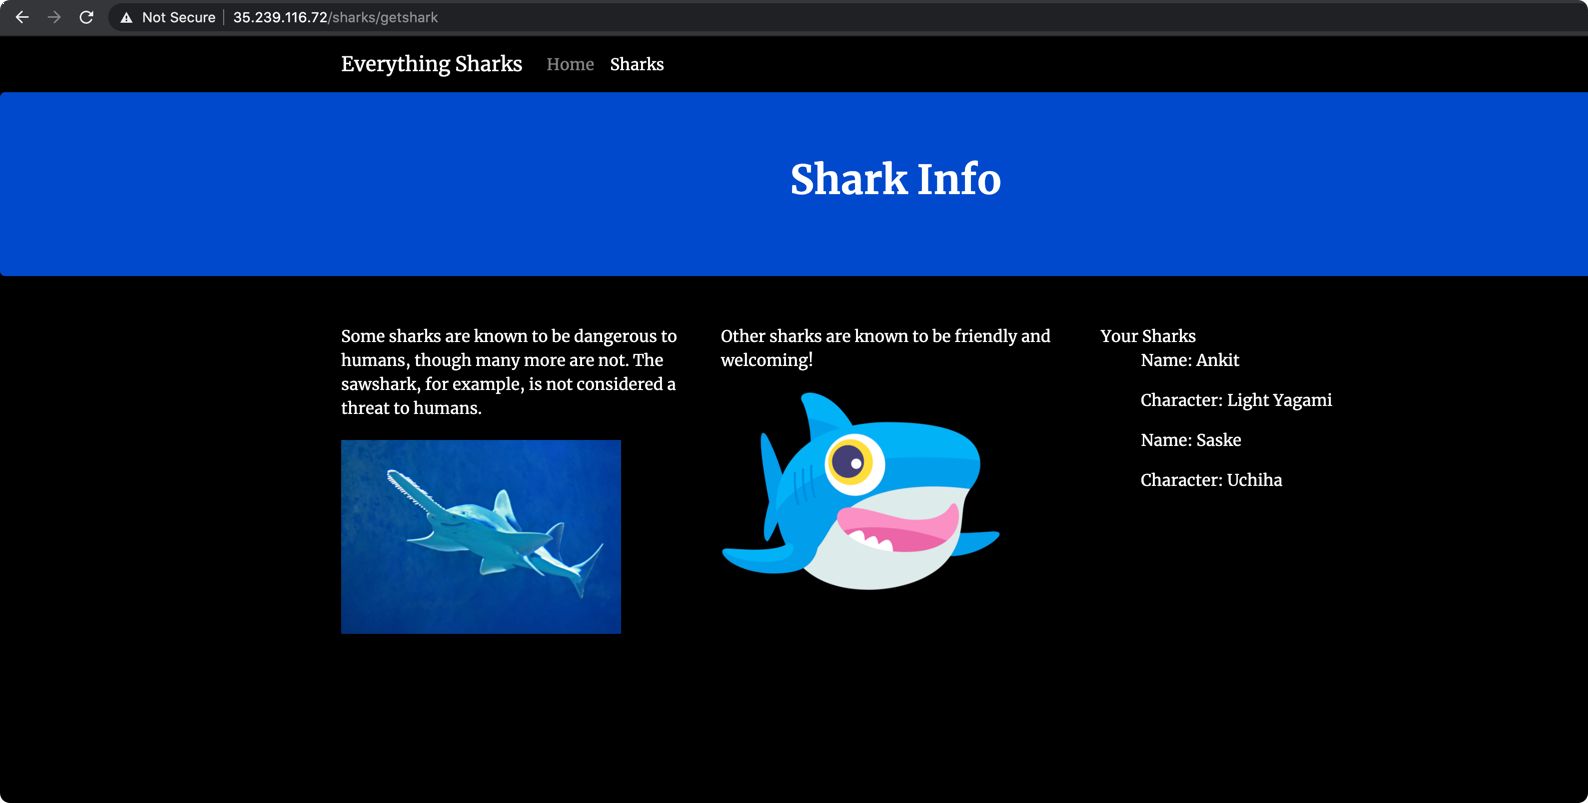 Not Secure | 35.239.116.72/sharks/getshark
Everything Sharks Home Sharks
Shark Info
Some sharks are known to be dangerous to
humans, though many more are not. The
sawshark, for example, is not considered a
threat to humans.
Other sharks are known to be friendly and
welcoming!
Your Sharks
Name: Ankit
Character: Light Yagami
Name: Saske
Character: Uchiha